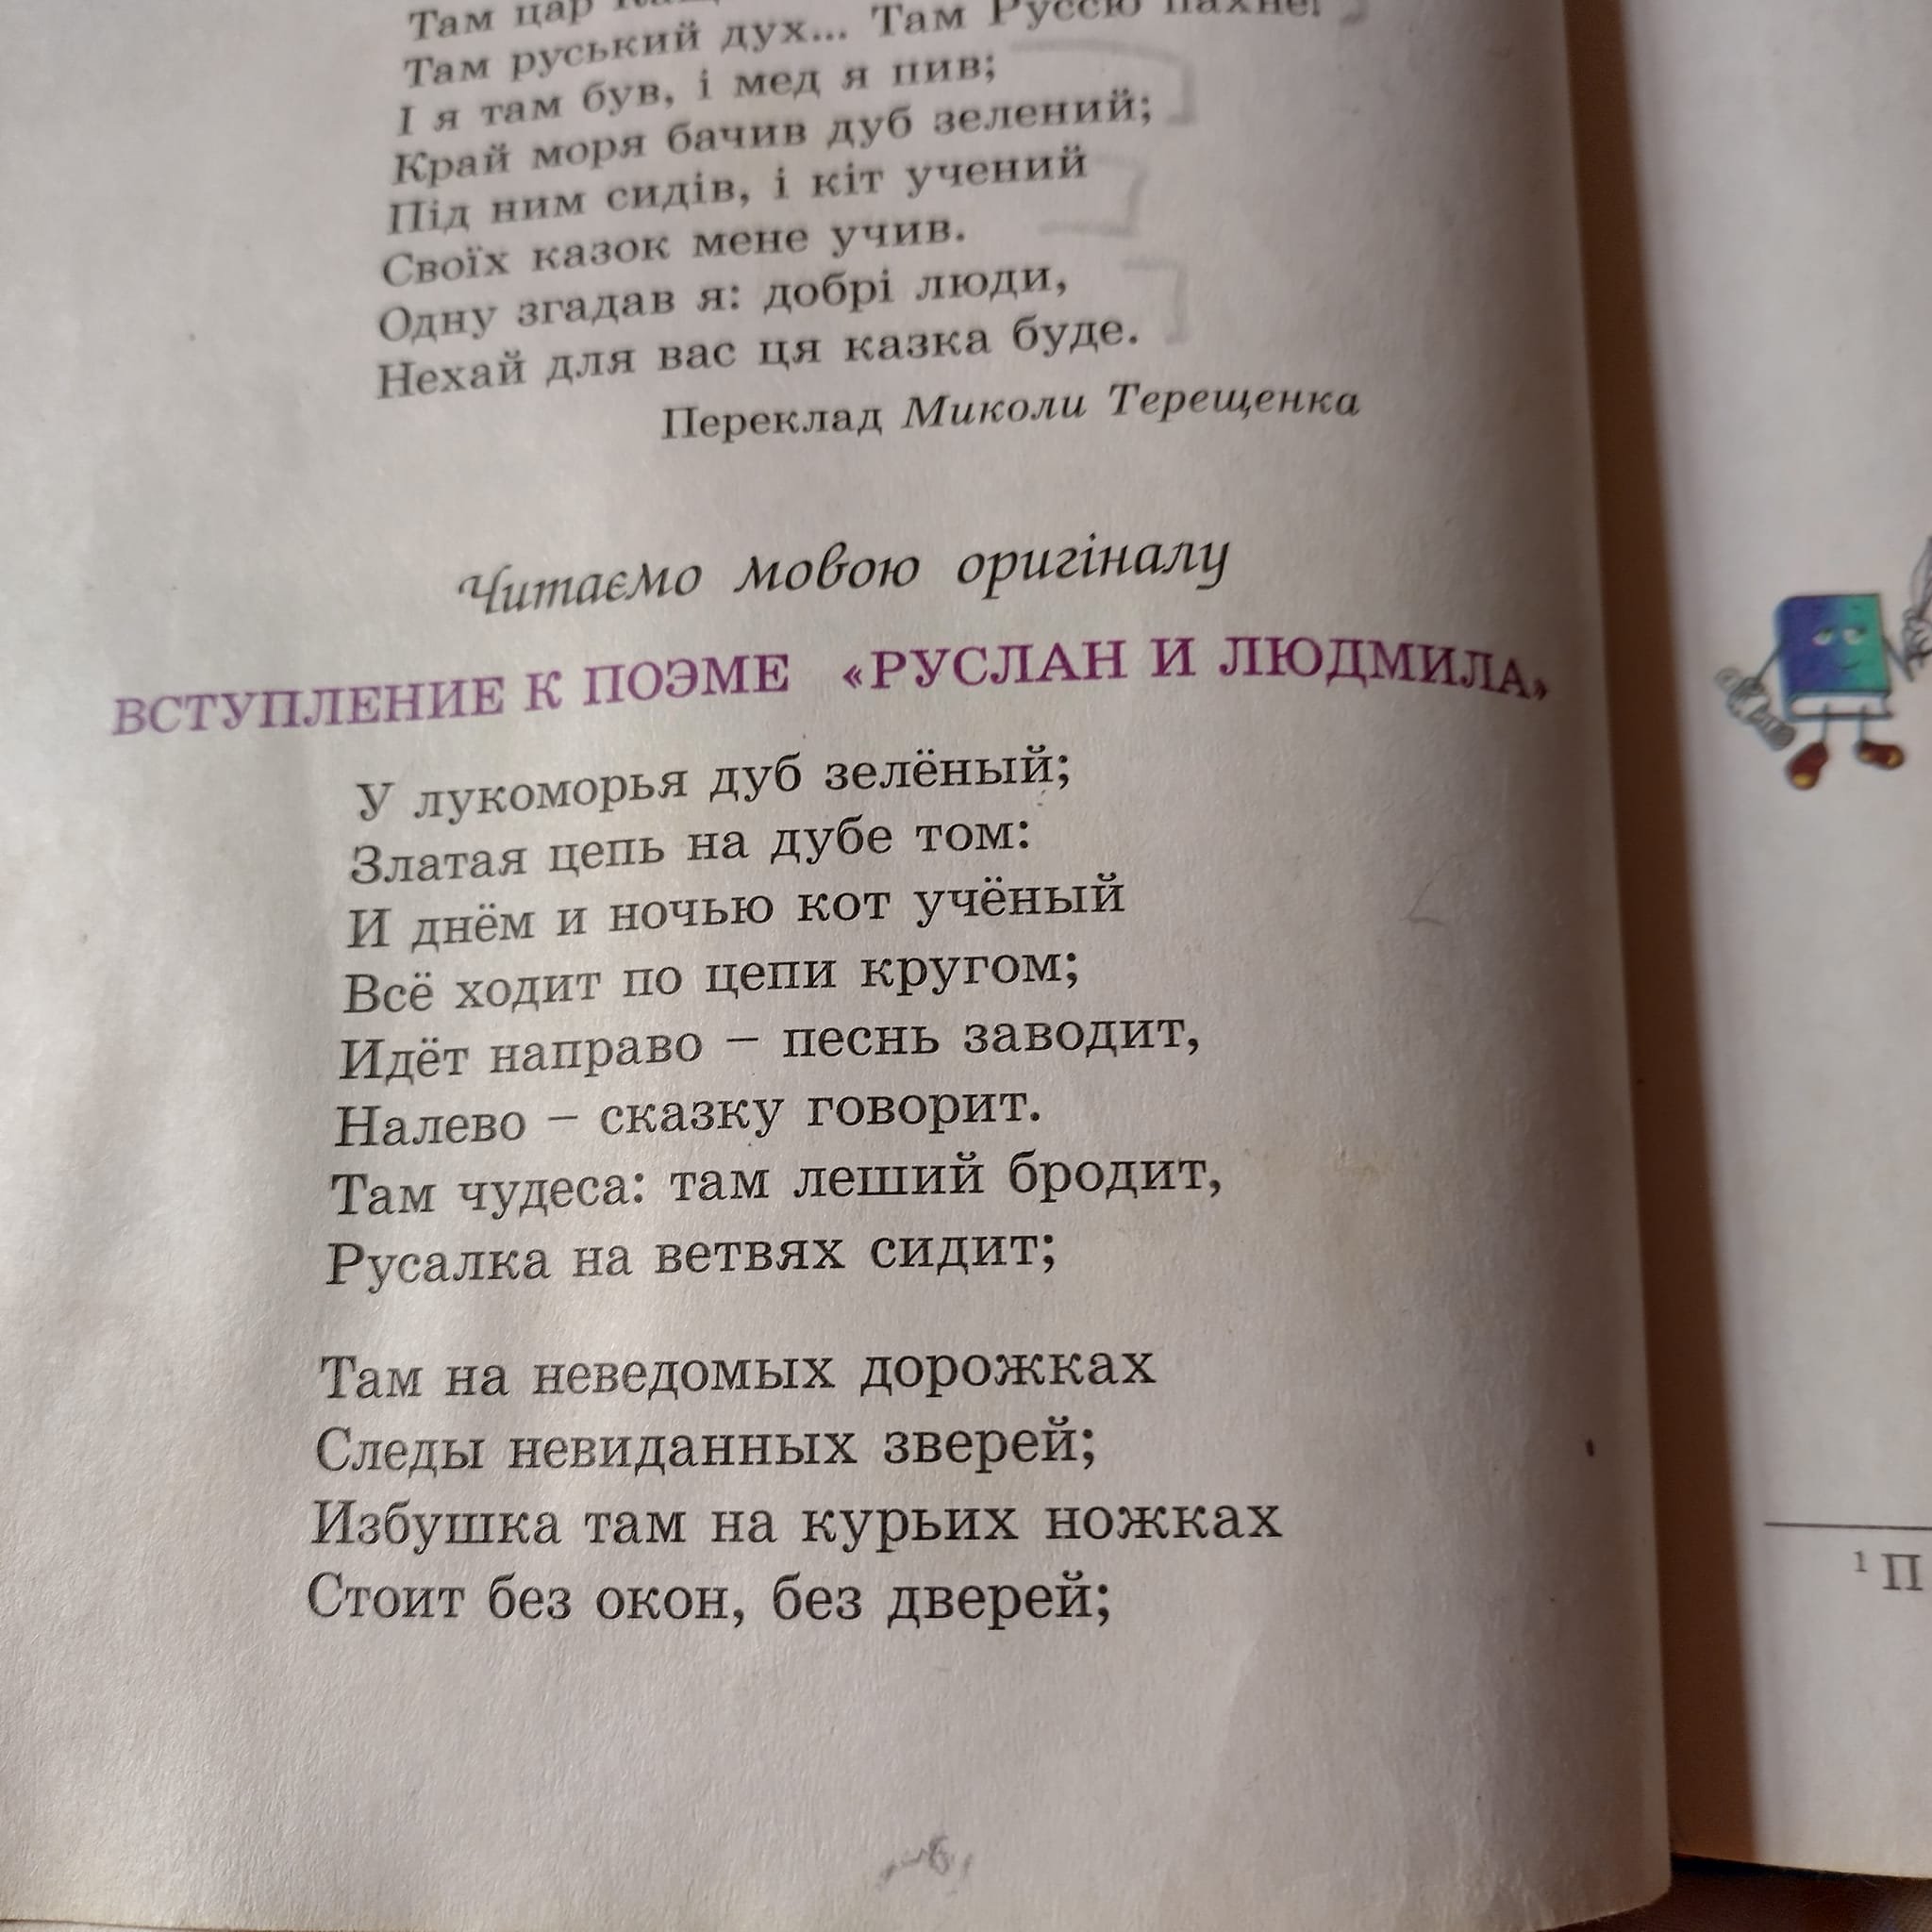 Там цар
Там руський дух... Там Руссю пахне!
І я там був, і мед я пив;
Край моря бачив дуб зелений;
Під ним сидів, і кіт учений
Своїх казок мене учив.
Одну згадав я: добрі люди,
Нехай для вас ця казка буде.
Переклад Миколи Терещенка
Читаємо мовою оригіналу
ВСТУПЛЕНИЕ К ПОЭМЕ «РУСЛАН И ЛЮДМИЛА»
У лукоморья дуб зелёный;
Златая цепь на дубе том:
И днём и ночью кот учёный
Всё ходит по цепи кругом;
Идёт направо – песнь заводит,
Налево – сказку говорит.
Там чудеса: там леший бродит,
Русалка на ветвях сидит;
Там на неведомых дорожках
Следы невиданных зверей;
Избушка там на курьих ножках
Стоит без окон, без дверей;
1 П